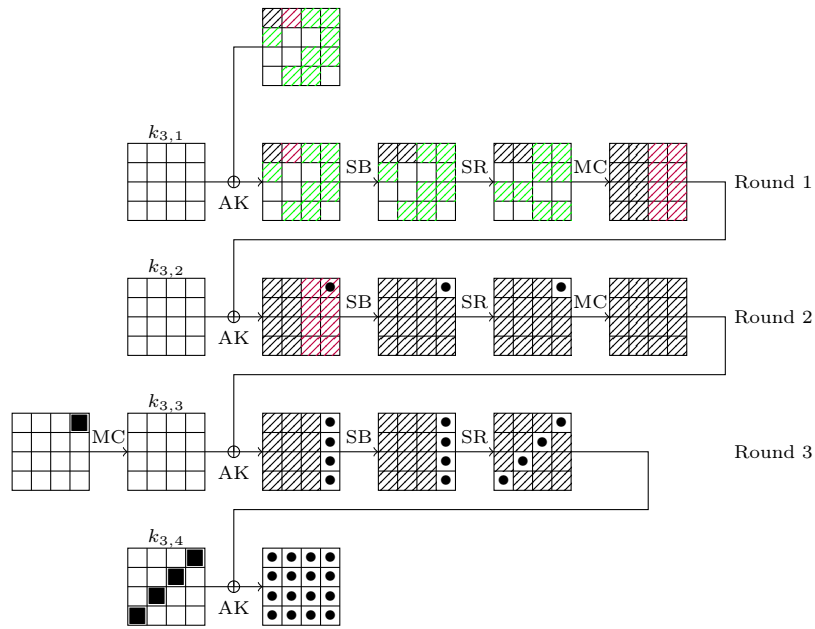 k3,1
SB
SR
MC
Round 1
AK
k3,2
SB
SR
MC
Round 2
AK
k3,3
MC
SB
SR
Round 3
AK
k3,4
AK